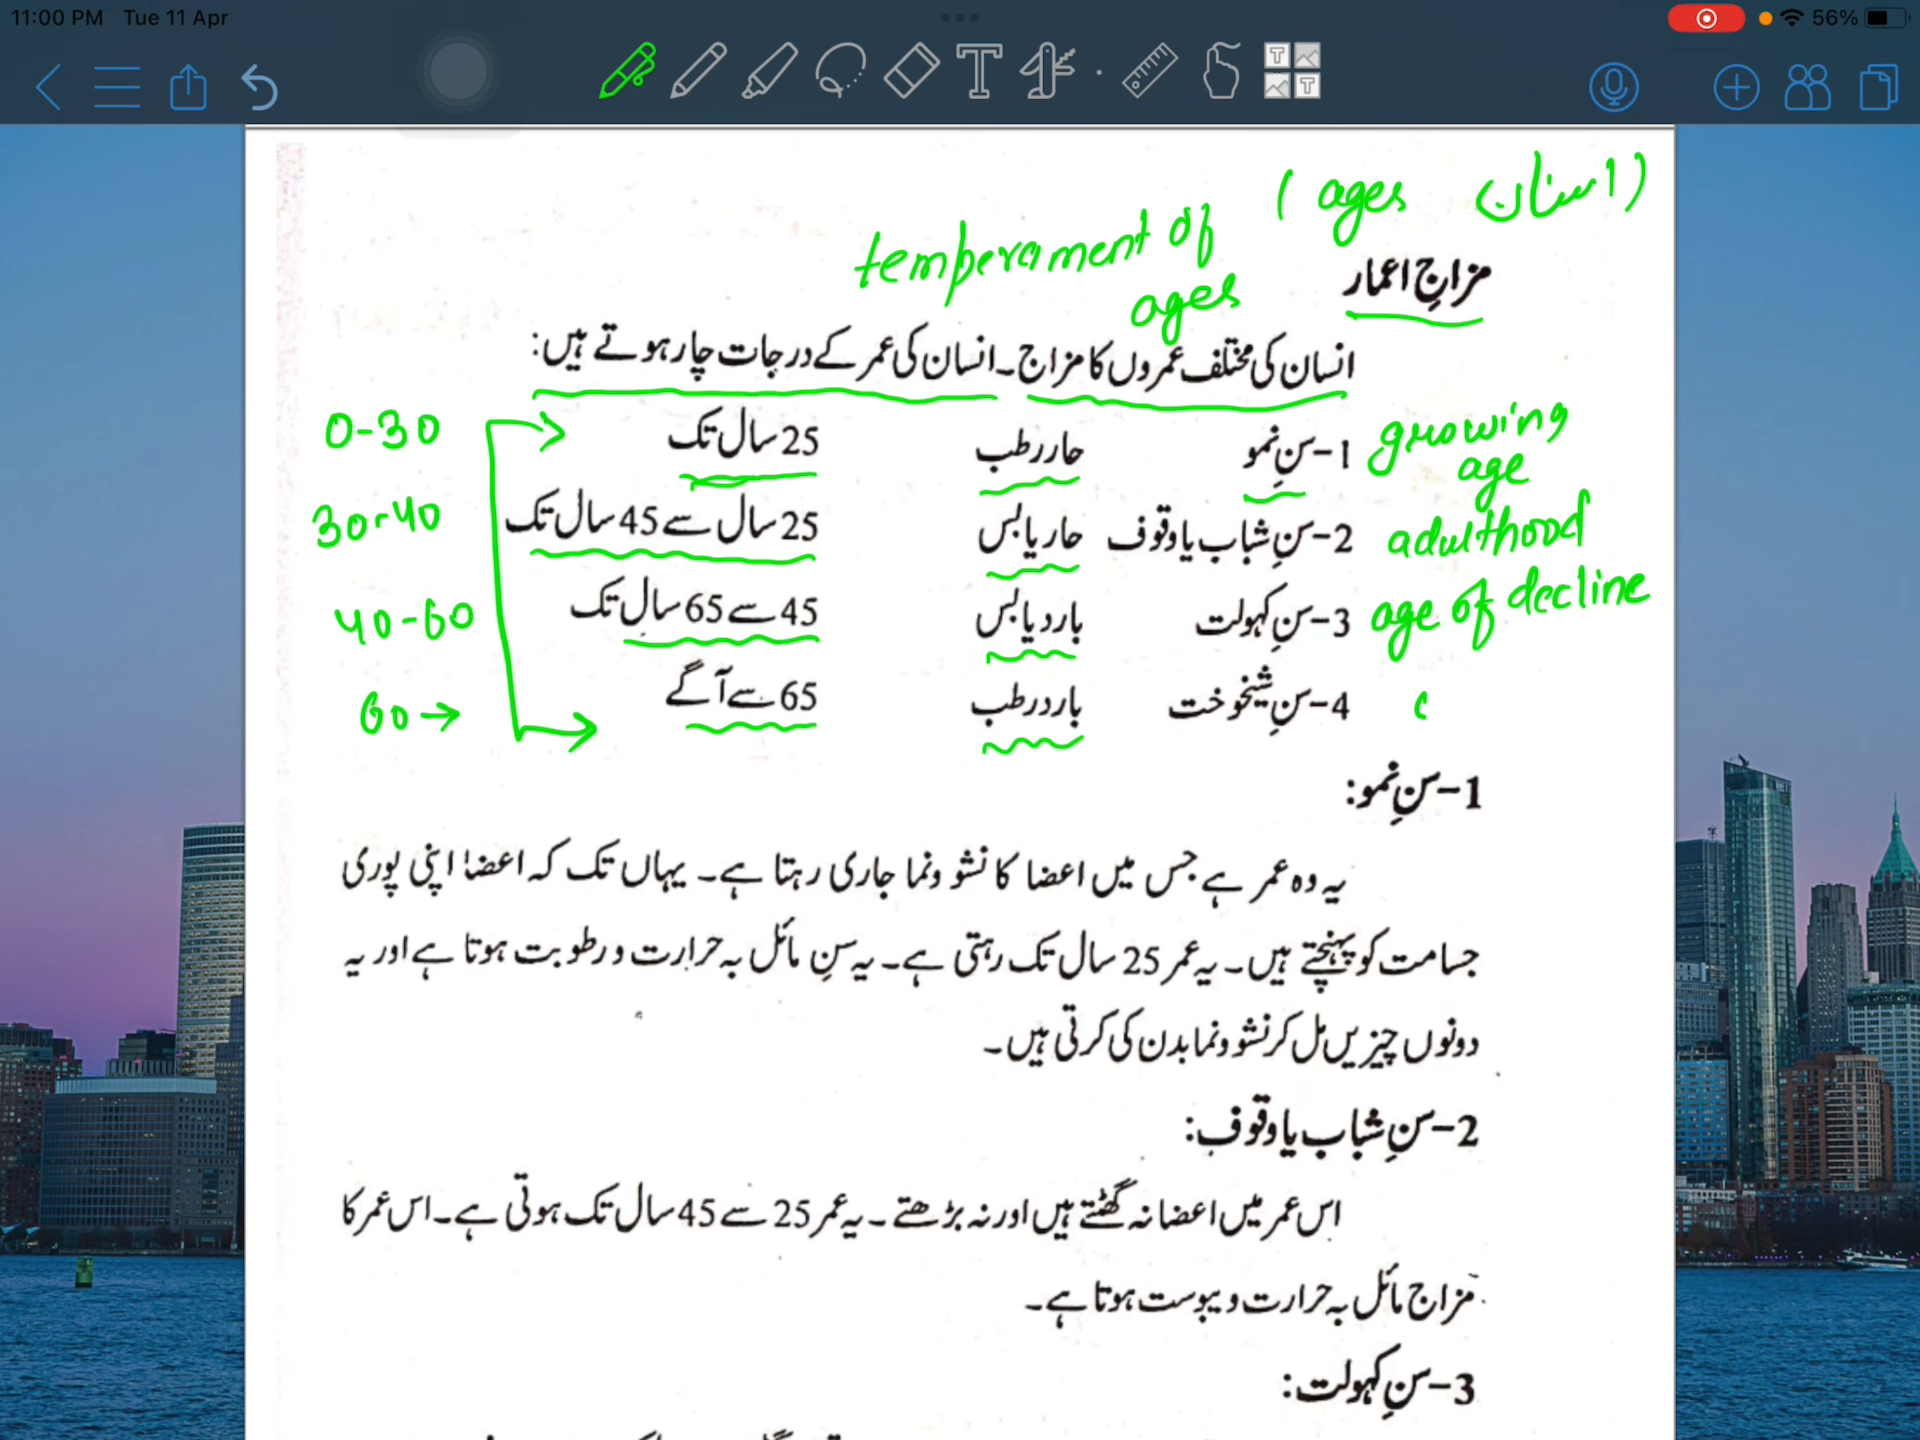 11:00 PM Tue 11 Apr
56%
( ages اسنان )
temperament of
ages
مزاجِ اعمار
انسان کی مختلف عمروں کا مزاج۔ انسان کی عمر کے درجات چار ہوتے ہیں:
1-سنِ نمو حار رطب 25 سال تک
growing
age
0-30
2-سنِ شباب یا وقوف حار یابس 25 سال سے 45 سال تک
adulthood
30-40
3-سنِ کہولت بارد یابس 45 سے 65 سال تک
age of decline
40-60
4-سنِ شیخوخت بارد رطب 65 سے آگے
60 →
1-سنِ نمو:
یہ وہ عمر ہے جس میں اعضا کا نشو ونما جاری رہتا ہے۔ یہاں تک کہ اعضا اپنی پوری
جسامت کو پہنچتے ہیں۔ یہ عمر 25 سال تک رہتی ہے۔ یہ سنِ مائل بہ حرارت و رطوبت ہوتا ہے اور یہ
دونوں چیزیں مل کر نشو ونما بدن کی کرتی ہیں۔
2-سنِ شباب یا وقوف:
اس عمر میں اعضا نہ گھٹتے ہیں اور نہ بڑھتے۔ یہ عمر 25 سے 45 سال تک ہوتی ہے۔ اس عمر کا
مزاج مائل بہ حرارت و یبوست ہوتا ہے۔
3-سنِ کہولت: